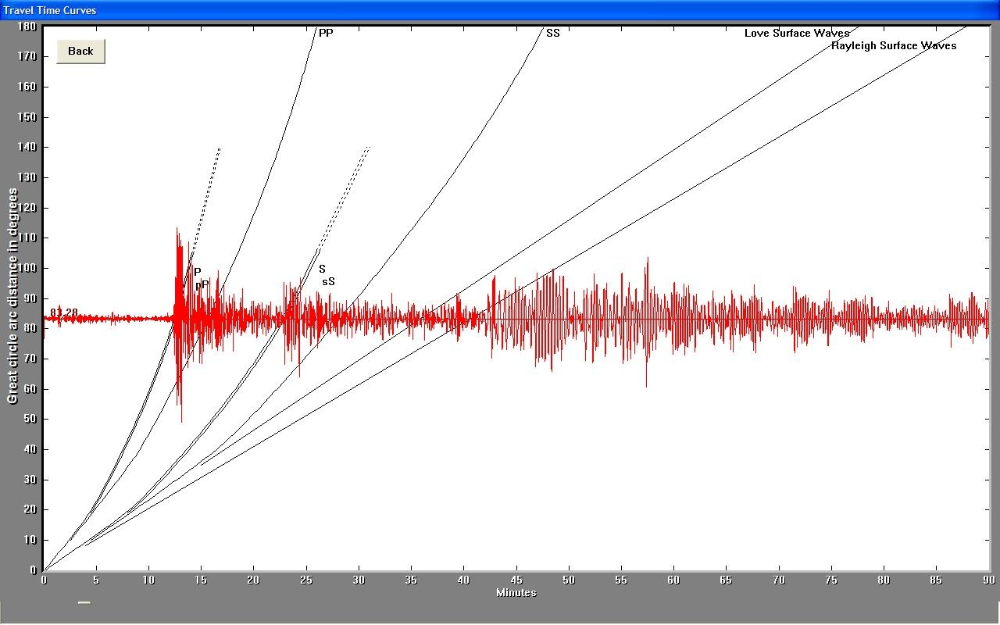 Travel Time Curves
Back
PP
SS
Love Surface Waves
Rayleigh Surface Waves
P
pP
S
sS
83.28
Great circle arc distance in degrees
180
170
160
150
140
130
120
110
100
90
80
70
60
50
40
30
20
10
0
0 5 10 15 20 25 30 35 40 45 50 55 60 65 70 75 80 85 90
Minutes